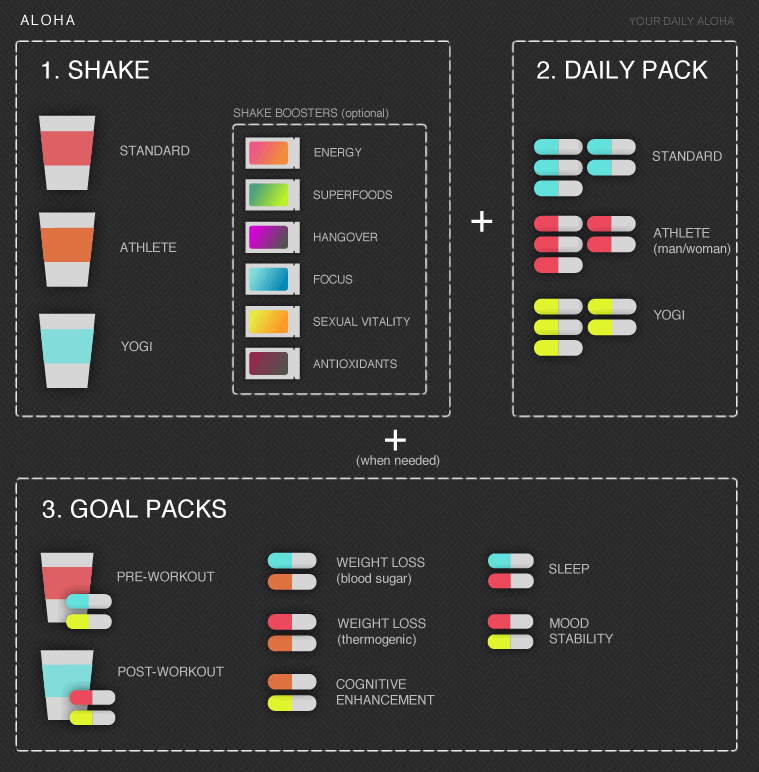 ALOHA
YOUR DAILY ALOHA
1. SHAKE
STANDARD
ATHLETE
YOGI
SHAKE BOOSTERS (optional)
ENERGY
SUPERFOODS
HANGOVER
FOCUS
SEXUAL VITALITY
ANTIOXIDANTS
+
2. DAILY PACK
STANDARD
ATHLETE
(man/woman)
YOGI
+
(when needed)
3. GOAL PACKS
PRE-WORKOUT
POST-WORKOUT
WEIGHT LOSS
(blood sugar)
WEIGHT LOSS
(thermogenic)
COGNITIVE
ENHANCEMENT
SLEEP
MOOD
STABILITY